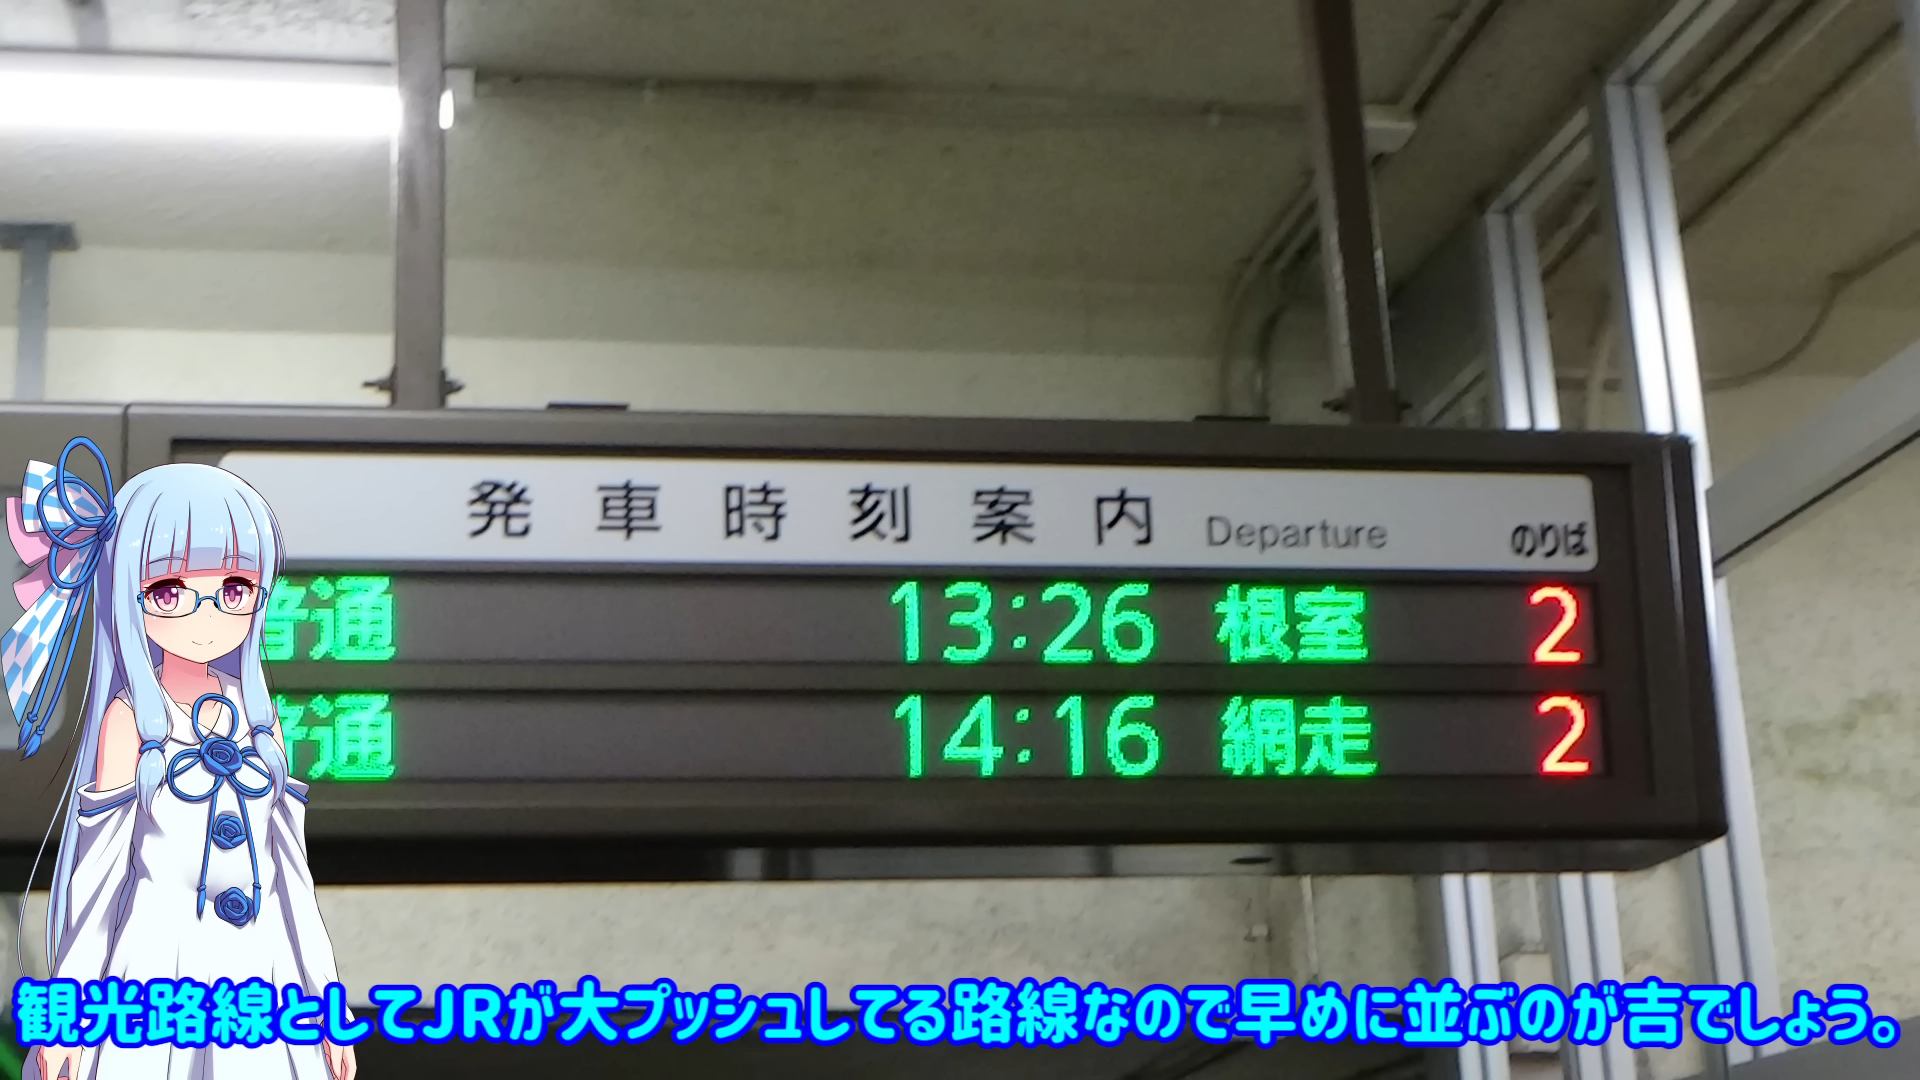 発車時刻案内 Departure のりば
普通 13:26 根室 2
普通 14:16 網走 2
観光路線としてJRが大プッシュしてる路線なので早めに並ぶのが吉でしょう。